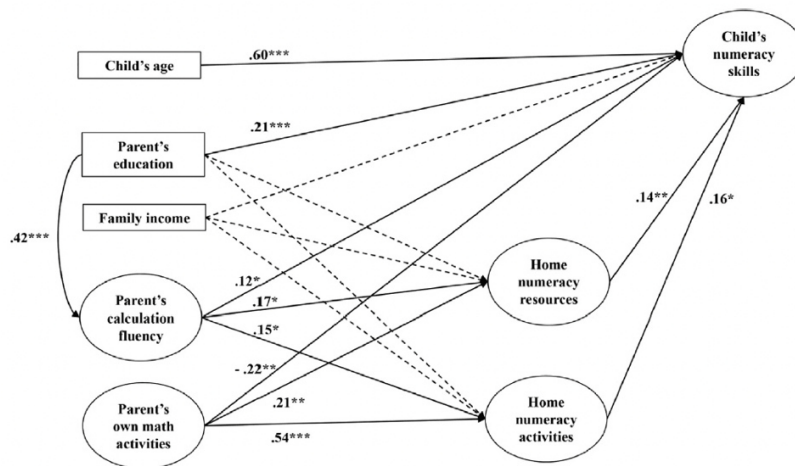 Child's
numeracy
skills
.60***
Child's age
.21***
Parent's
education
Family income
.14**
.16*
.42***
Home
numeracy
resources
.12*
.17*
Parent's
calculation
fluency
.15*
- .22**
.21**
Parent's
own math
activities
Home
numeracy
activities
.54***